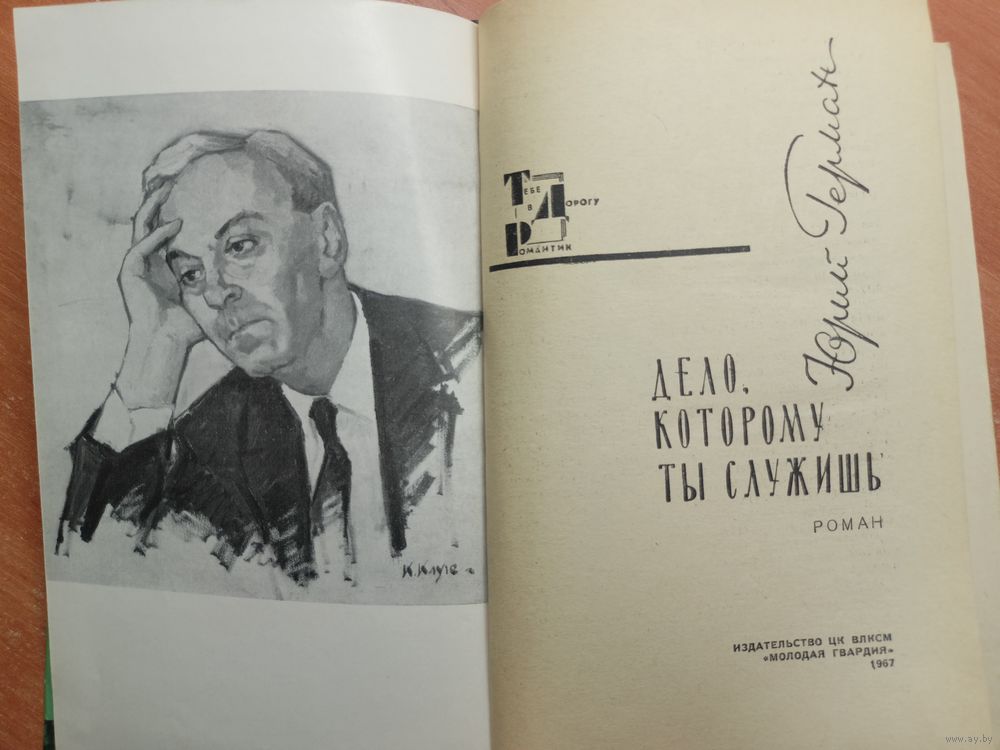 К. Клуге
Юрий Герман
Тебе
в
Дорогу
Романтик
ДЕЛО,
КОТОРОМУ
ТЫ СЛУЖИШЬ
РОМАН
ИЗДАТЕЛЬСТВО ЦК ВЛКСМ
«МОЛОДАЯ ГВАРДИЯ»
1967
www.ay.by